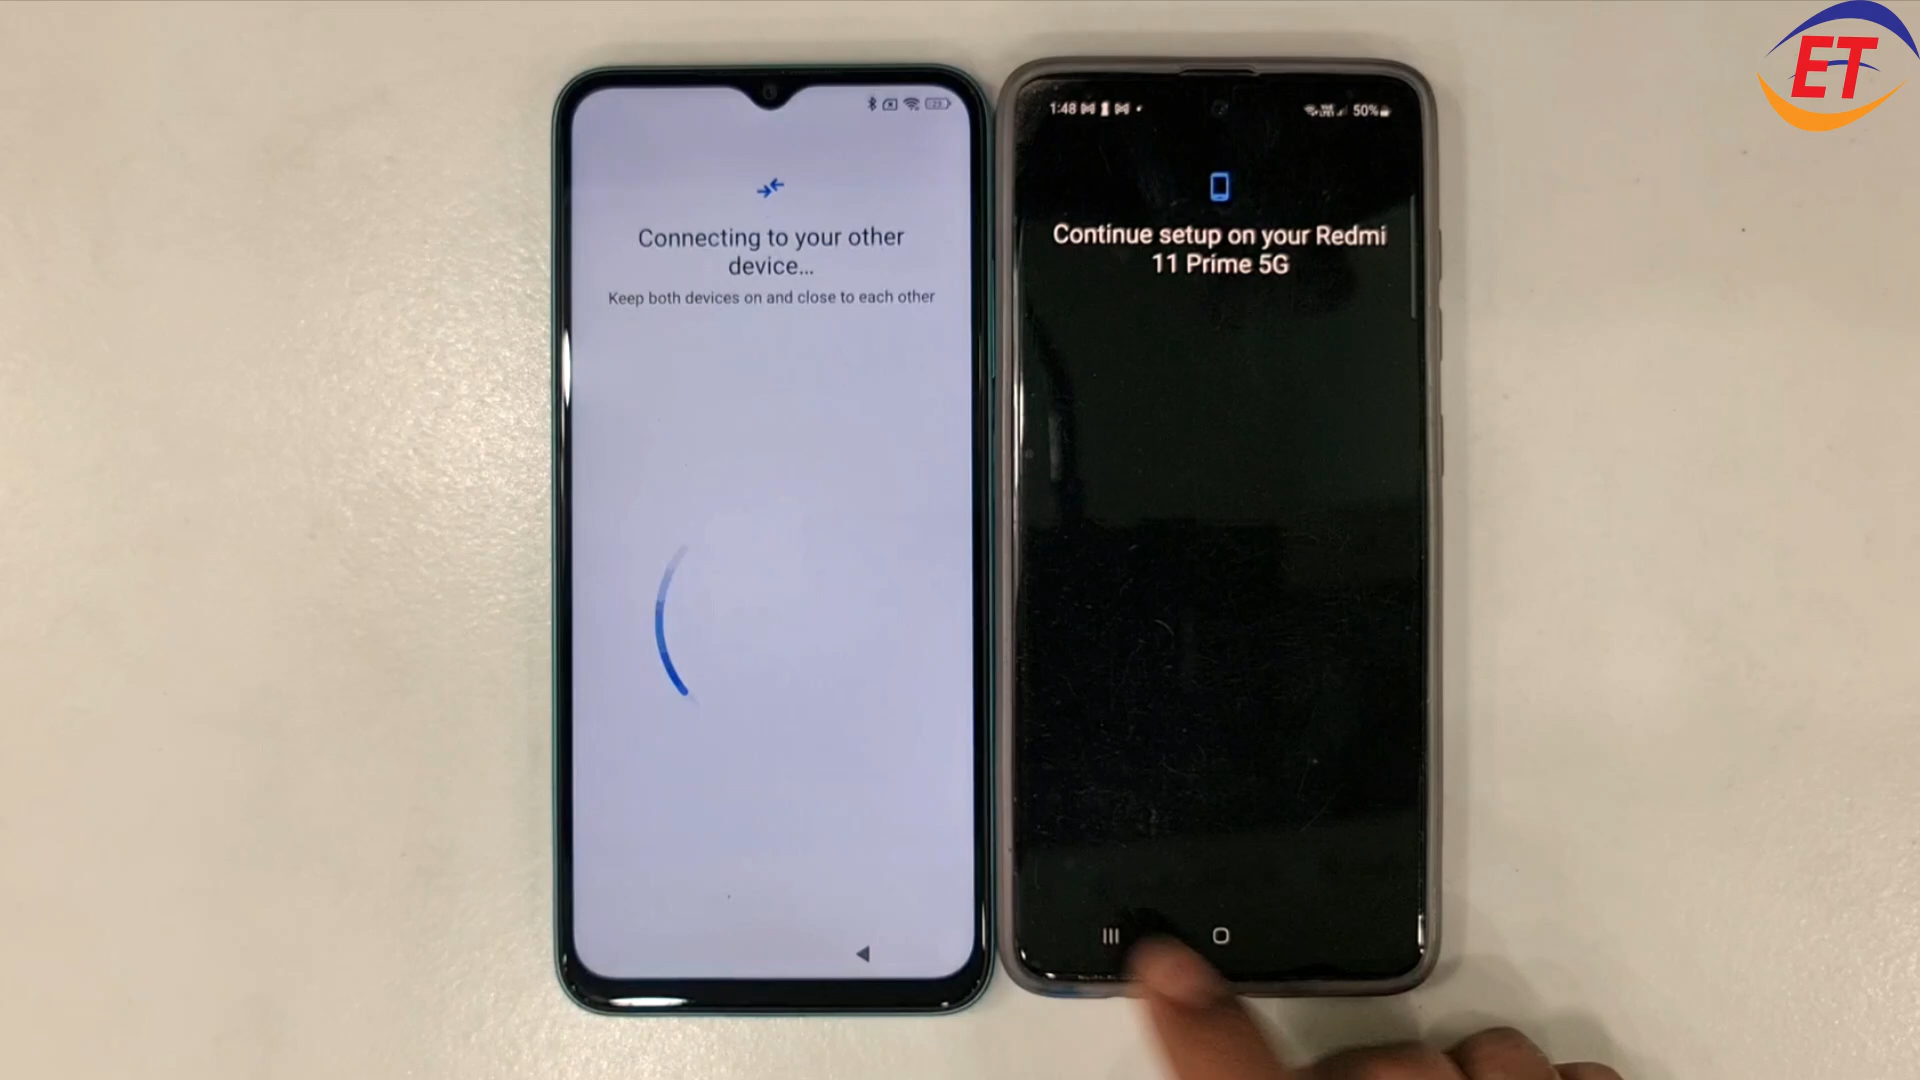 ET
23
Connecting to your other
device...
Keep both devices on and close to each other
1:48
50%
Continue setup on your Redmi
11 Prime 5G